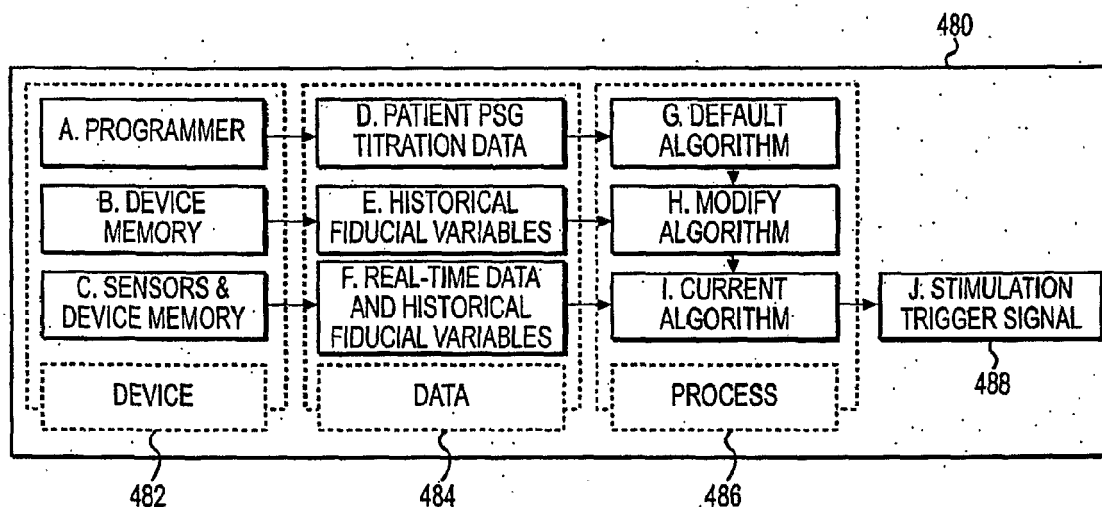 480
A. PROGRAMMER
D. PATIENT PSG
TITRATION DATA
G. DEFAULT
ALGORITHM
B. DEVICE
MEMORY
E. HISTORICAL
FIDUCIAL VARIABLES
H. MODIFY
ALGORITHM
C. SENSORS &
DEVICE MEMORY
F. REAL-TIME DATA
AND HISTORICAL
FIDUCIAL VARIABLES
I. CURRENT
ALGORITHM
J. STIMULATION
TRIGGER SIGNAL
488
DEVICE
DATA
PROCESS
482
484
486